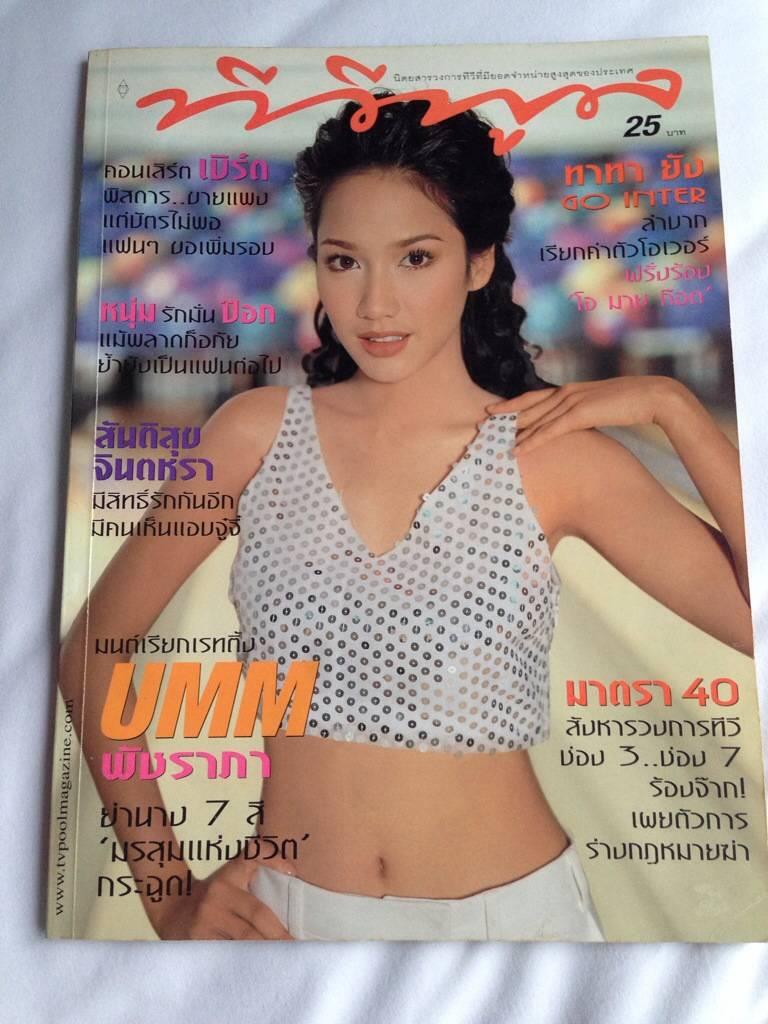 นิตยสารวงการทีวีที่มียอดจำหน่ายสูงสุดของประเทศ
ทีวีพูล
25 บาท
คอนเสิร์ต เบิร์ด
พิสดาร..ขายแพง
แต่บัตรไม่พอ
แฟนๆ ขอเพิ่มรอบ
ทาทา ยัง
GO INTER
ลำบาก
เรียกค่าตัวโอเวอร์
ฝรั่งร้อง
'โอ มาย ก๊อด'
หนุ่ม รักมั่น ป๊อก
แม้พลาดก็อภัย
ย้ำยังเป็นแฟนต่อไป
สันติสุข
จินตหรา
มีสิทธิ์รักกันอีก
มีคนเห็นแอบจู๋จี๋
มนต์เรียกเรทติ้ง
UMM
พัชราภา
ย่านาง 7 สี
'มรสุมแห่งชีวิต'
กระฉูด!
มาตรา 40
สังหารวงการทีวี
ช่อง 3..ช่อง 7
ร้องจ๊าก!
เผยตัวการ
ร่างกฎหมายฆ่า
www.tvpoolmagazine.com